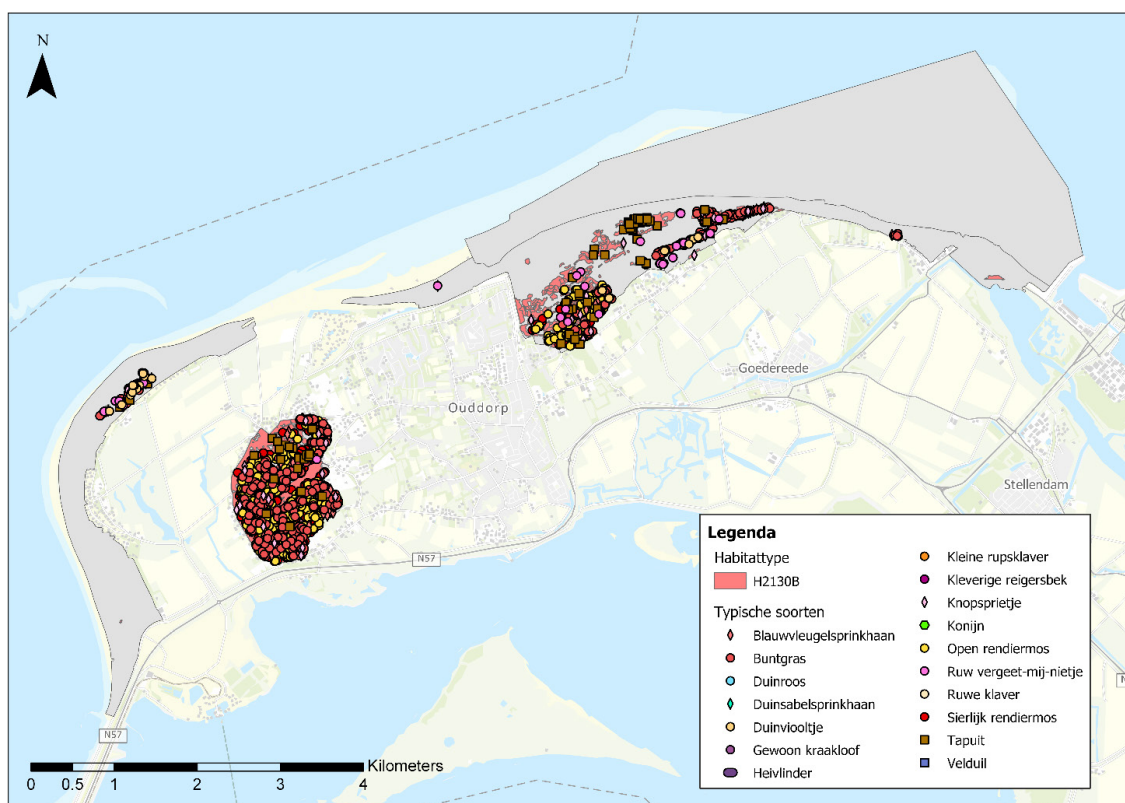 N
Goedereede
Ouddorp
Stellendam
N57
N57
Legenda
Habitattype
H2130B
Typische soorten
Blauwvleugelsprinkhaan
Buntgras
Duinroos
Duinsabelsprinkhaan
Duinviooltje
Gewoon kraakloof
Heivlinder
Kleine rupsklaver
Kleverige reigersbek
Knopsprietje
Konijn
Open rendiermos
Ruw vergeet-mij-nietje
Ruwe klaver
Sierlijk rendiermos
Tapuit
Velduil
Kilometers
0 0.5 1 2 3 4